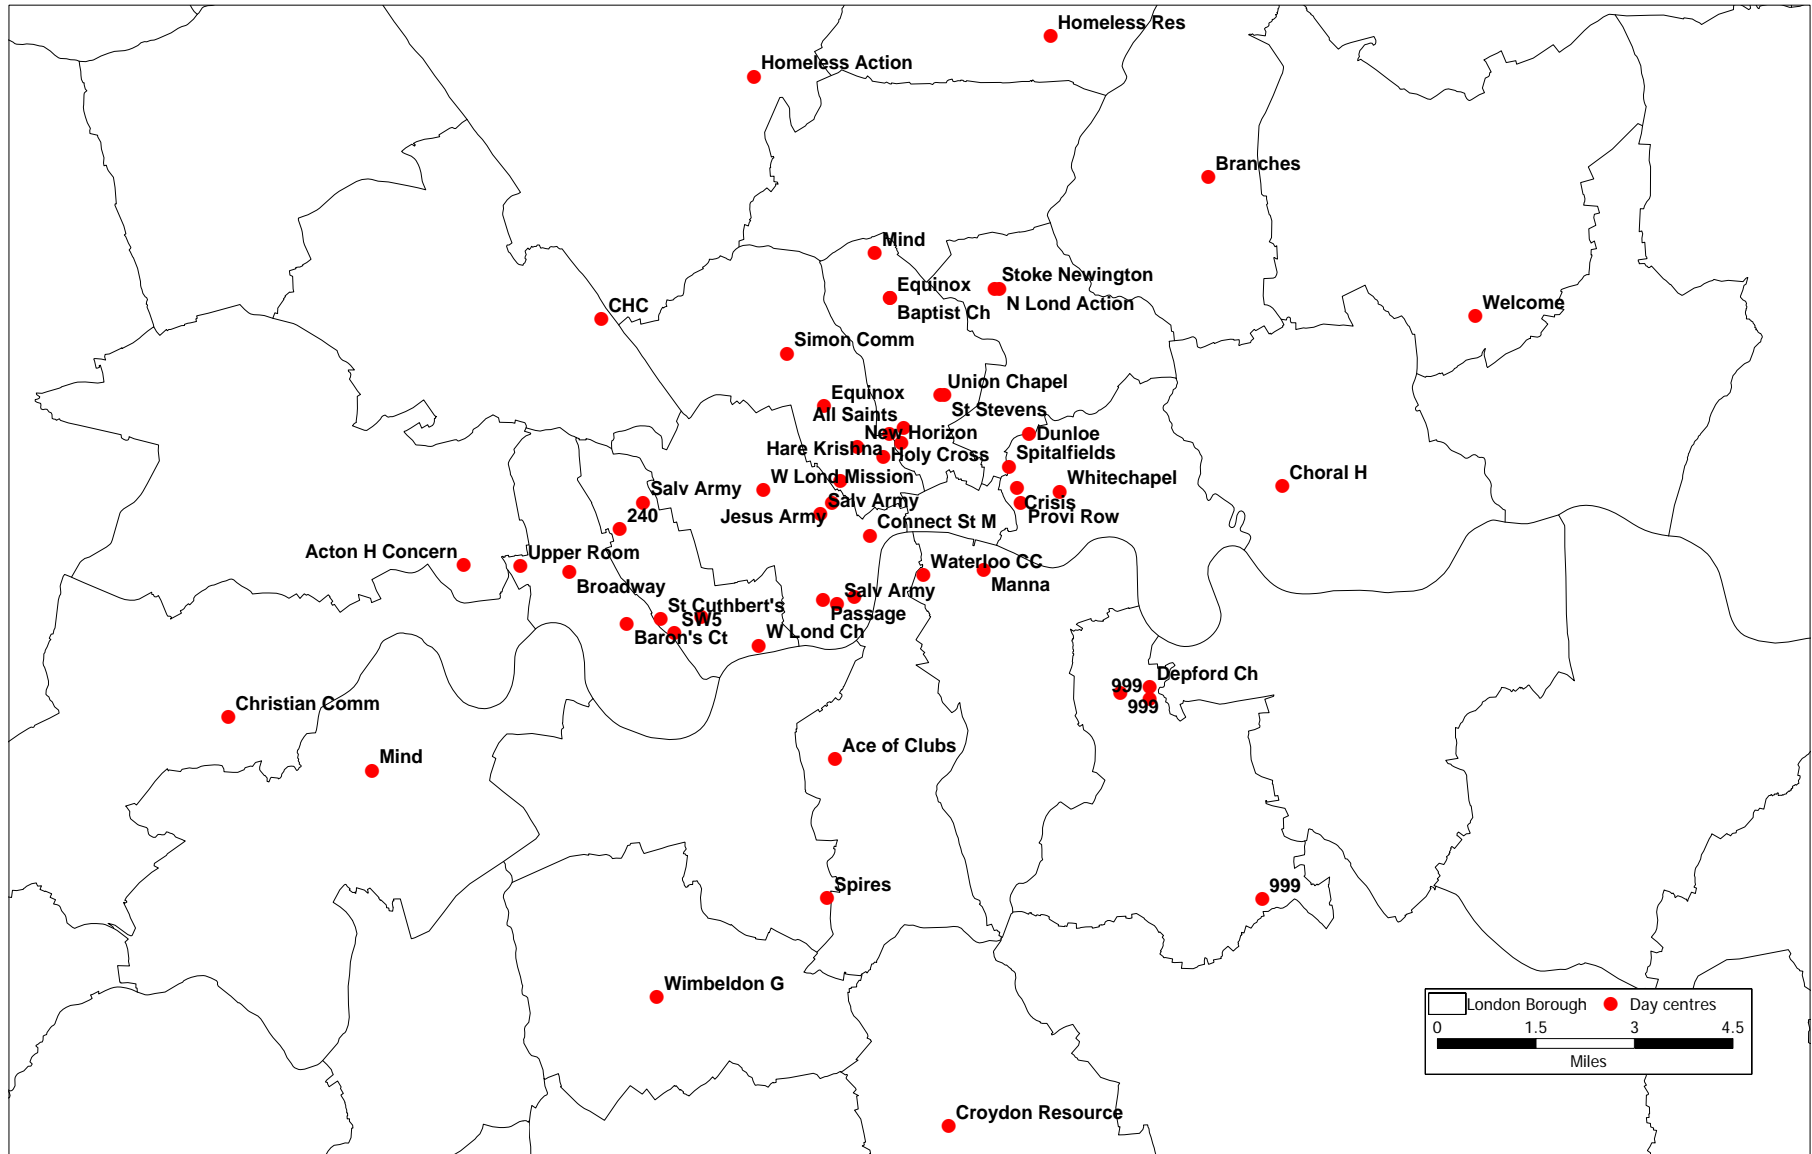 Homeless Res
Homeless Action
Branches
Mind
Equinox
Baptist Ch
Stoke Newington
N Lond Action
Welcome
CHC
Simon Comm
Union Chapel
St Stevens
Equinox
All Saints
New Horizon
Hare Krishna
Holy Cross
Dunloe
Spitalfields
Whitechapel
Crisis
Provi Row
Choral H
W Lond Mission
Salv Army
Salv Army
Jesus Army
240
Connect St M
Acton H Concern
Upper Room
Broadway
Waterloo CC
Manna
Salv Army
Passage
St Cuthbert's
SW5
Baron's Ct
W Lond Ch
Depford Ch
999
999
Christian Comm
Mind
Ace of Clubs
Spires
999
Wimbeldon G
Croydon Resource
London Borough
Day centres
0 1.5 3 4.5
Miles